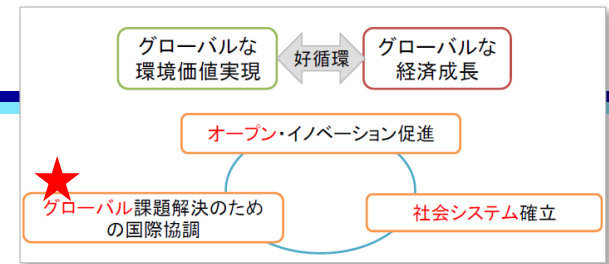 グローバルな
環境価値実現
好循環
グローバルな
経済成長
オープン・イノベーション促進
グローバル課題解決のため
の国際協調
社会システム確立